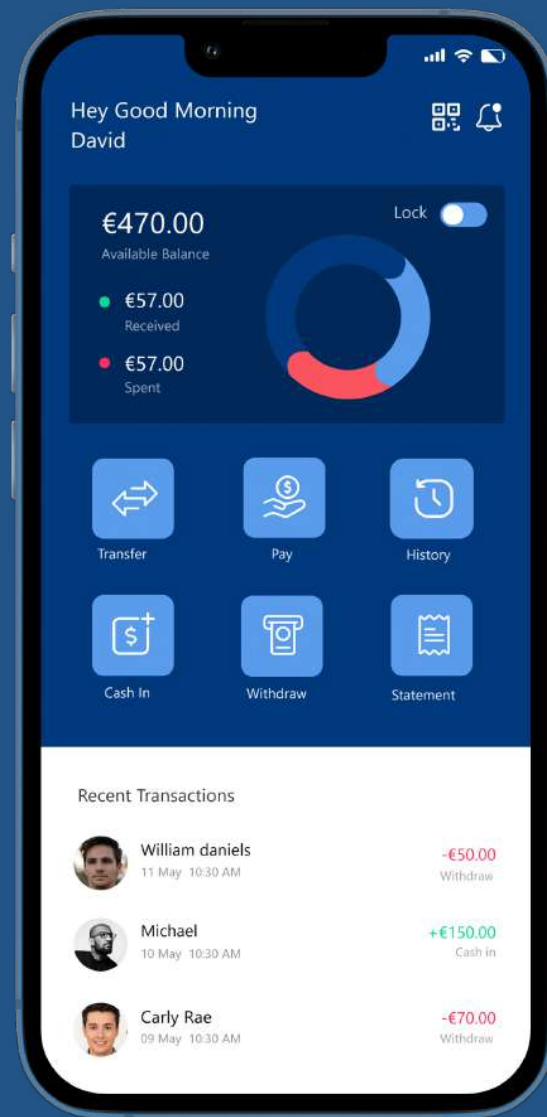 Hey Good Morning
David
€470.00
Available Balance
Lock
€57.00
Received
€57.00
Spent
Transfer
Pay
History
$
Cash In
Withdraw
Statement
Recent Transactions
William daniels
-€50.00
11 May 10:30 AM
Withdraw
Michael
+€150.00
10 May 10:30 AM
Cash in
Carly Rae
-€70.00
09 May 10:30 AM
Withdraw